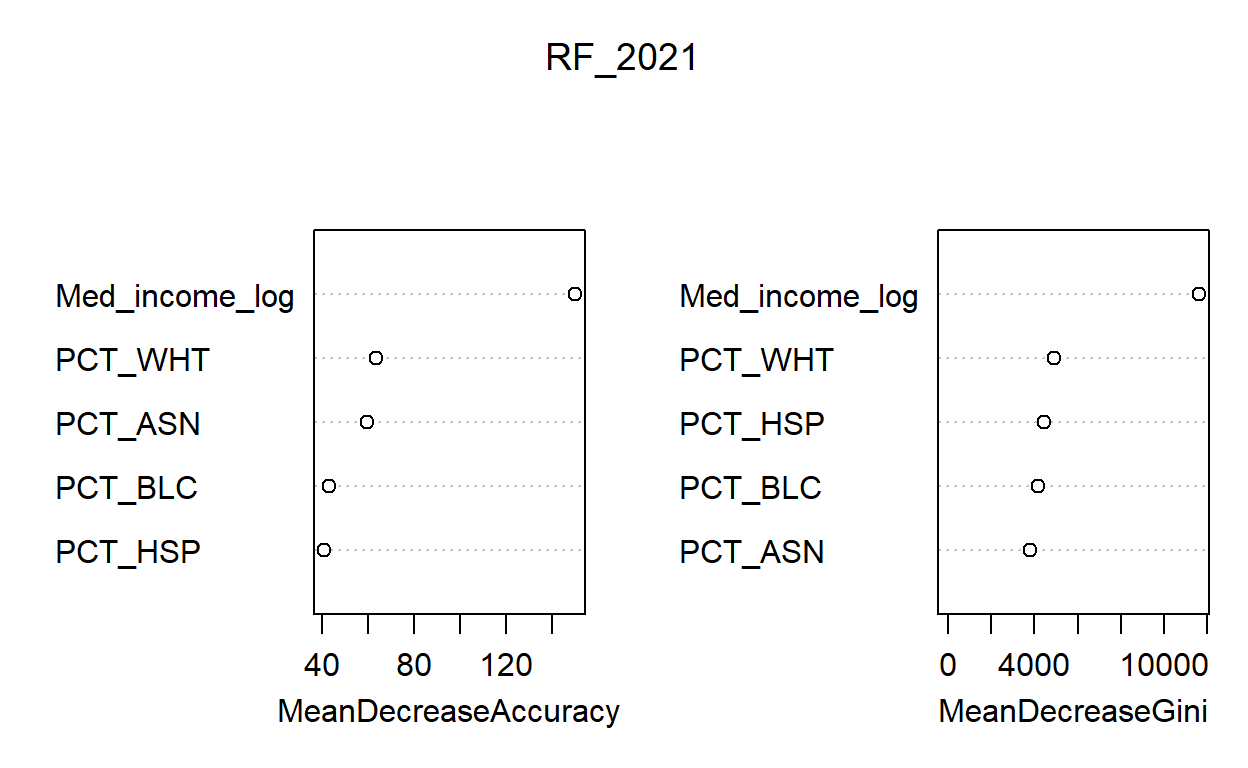 RF_2021
Med_income_log
PCT_WHT
PCT_ASN
PCT_BLC
PCT_HSP
40 80 120
MeanDecreaseAccuracy
Med_income_log
PCT_WHT
PCT_HSP
PCT_BLC
PCT_ASN
0 4000 10000
MeanDecreaseGini